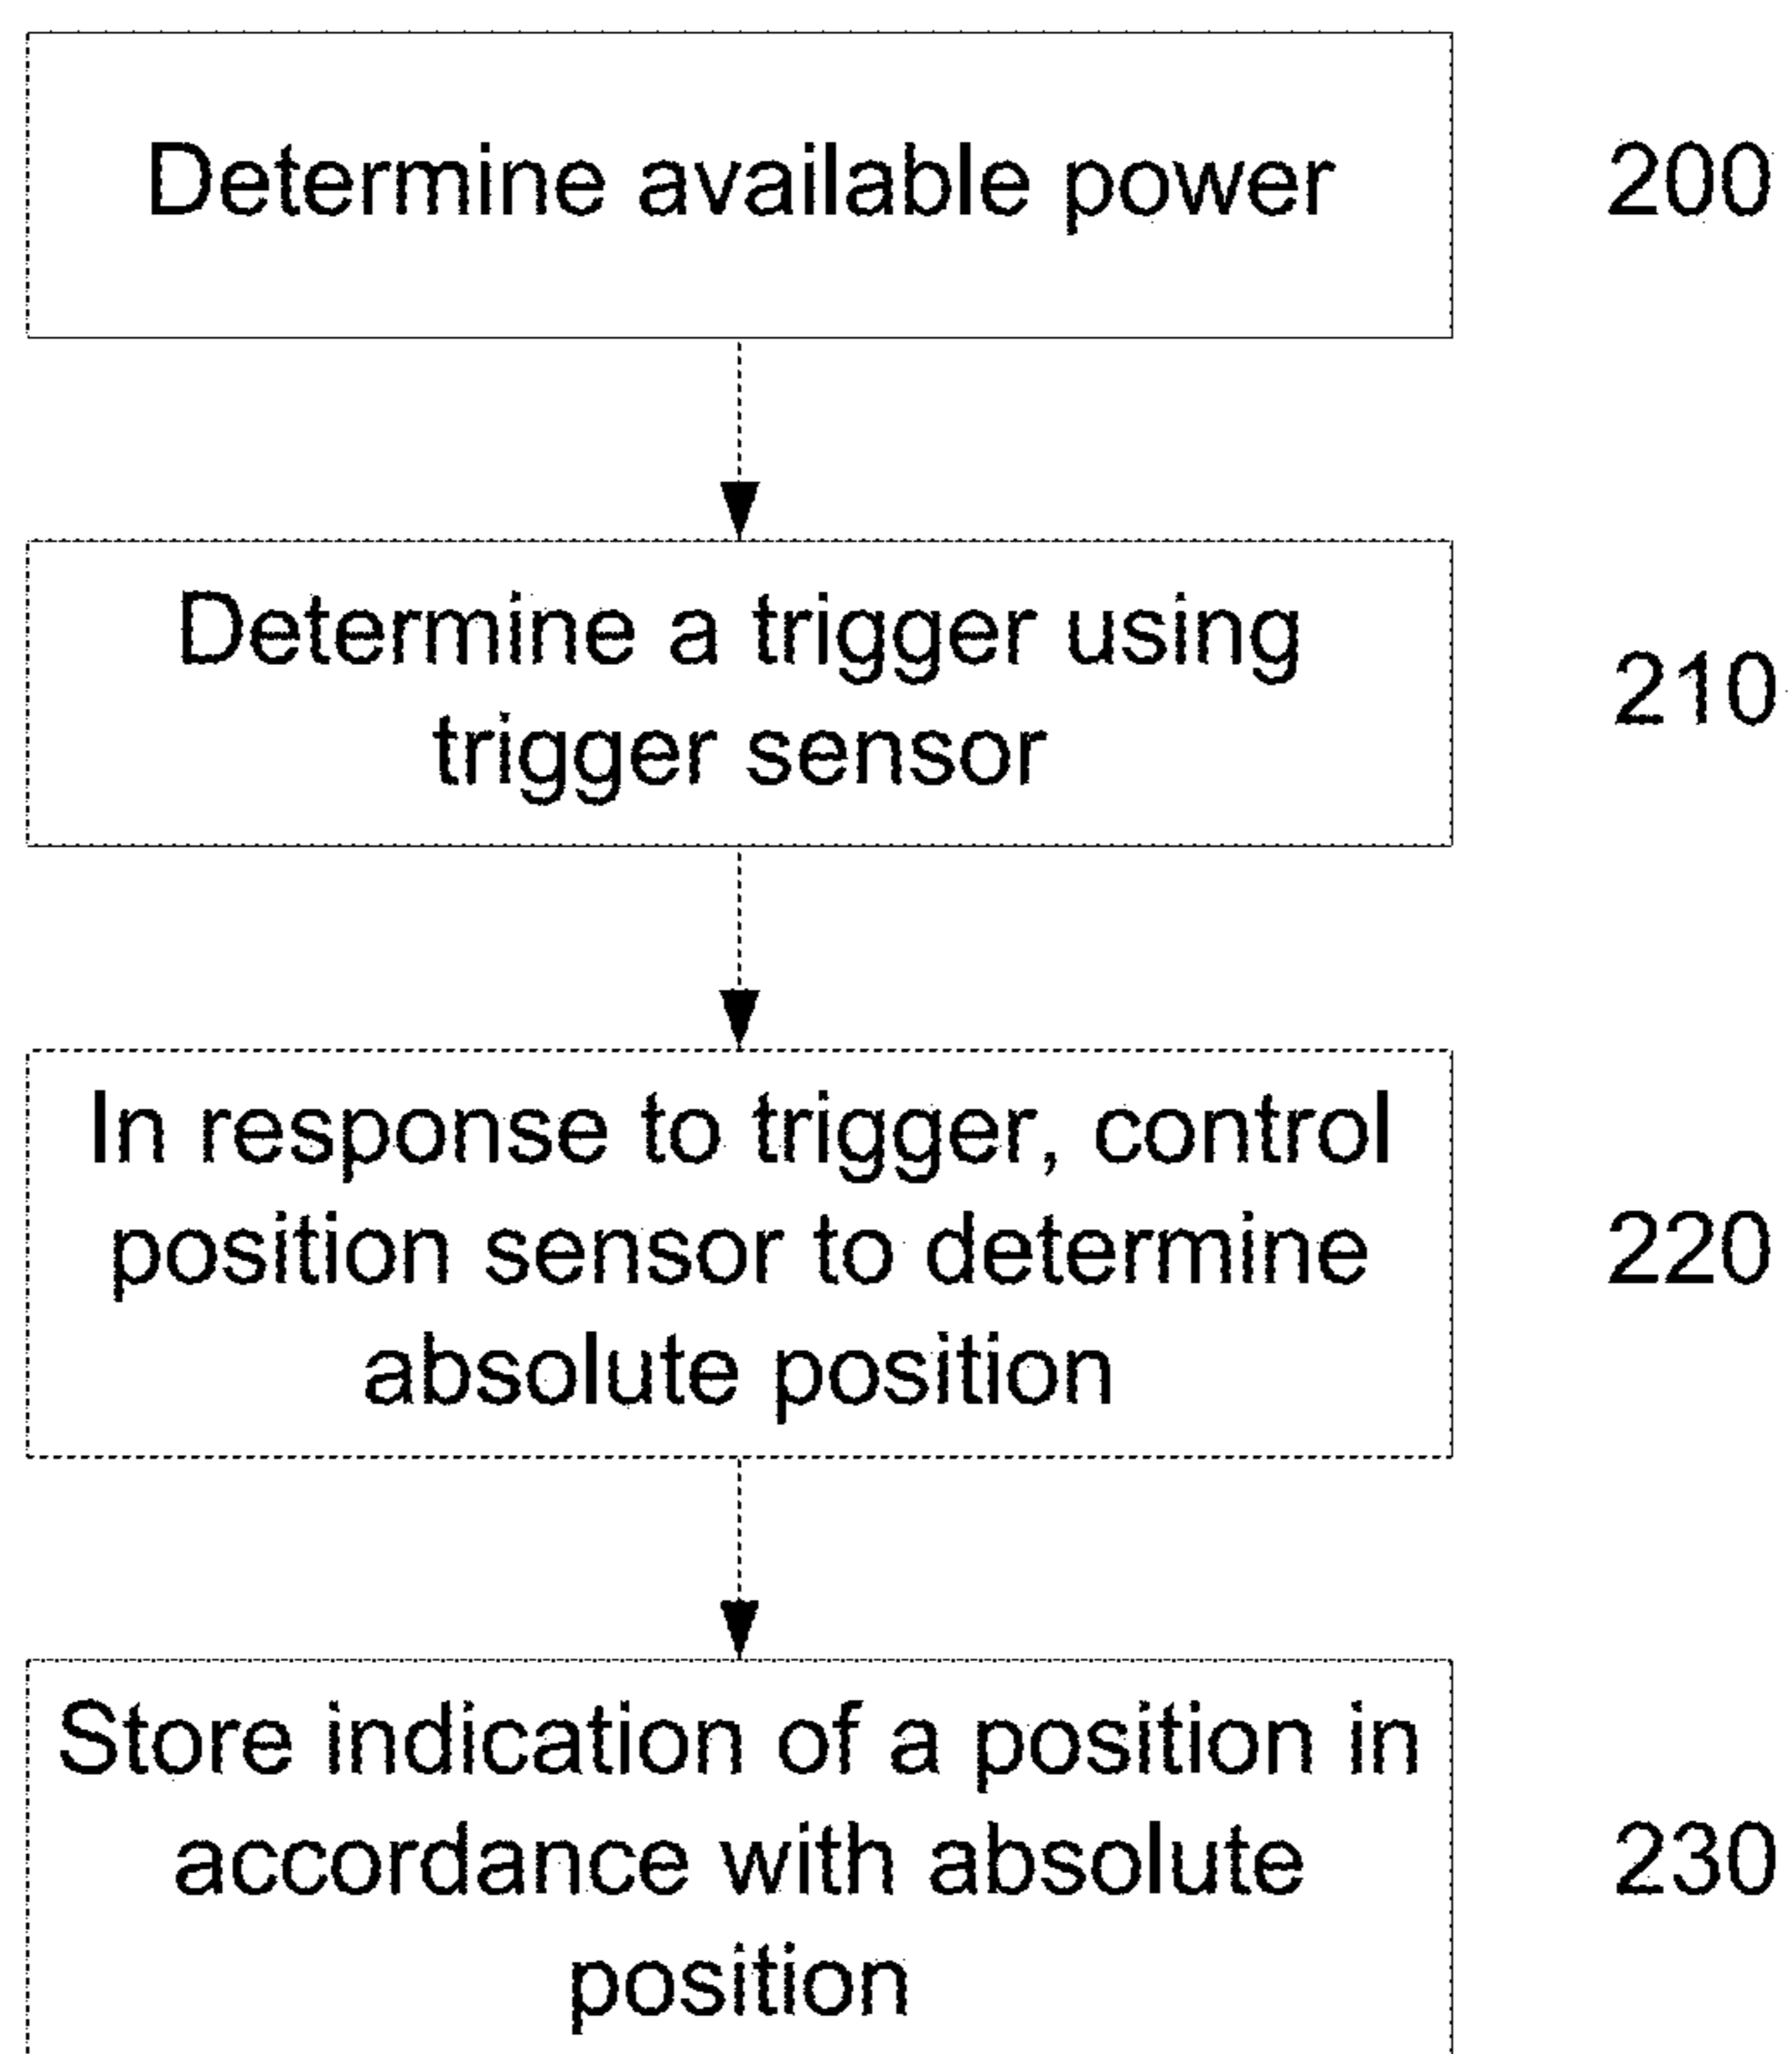 Determine available power
200
Determine a trigger using
trigger sensor
210
In response to trigger, control
position sensor to determine
absolute position
220
Store indication of a position in
accordance with absolute
position
230